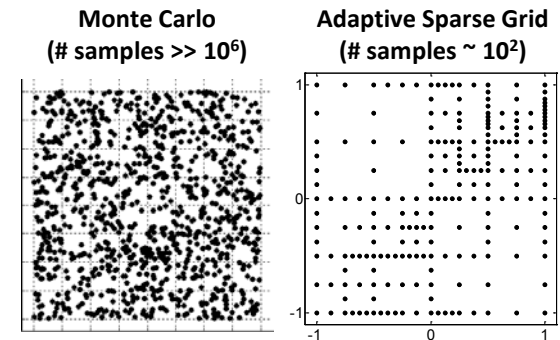 Monte Carlo
(# samples >> 10⁶)
Adaptive Sparse Grid
(# samples ~ 10²)
1
0
-1
-1
0
1